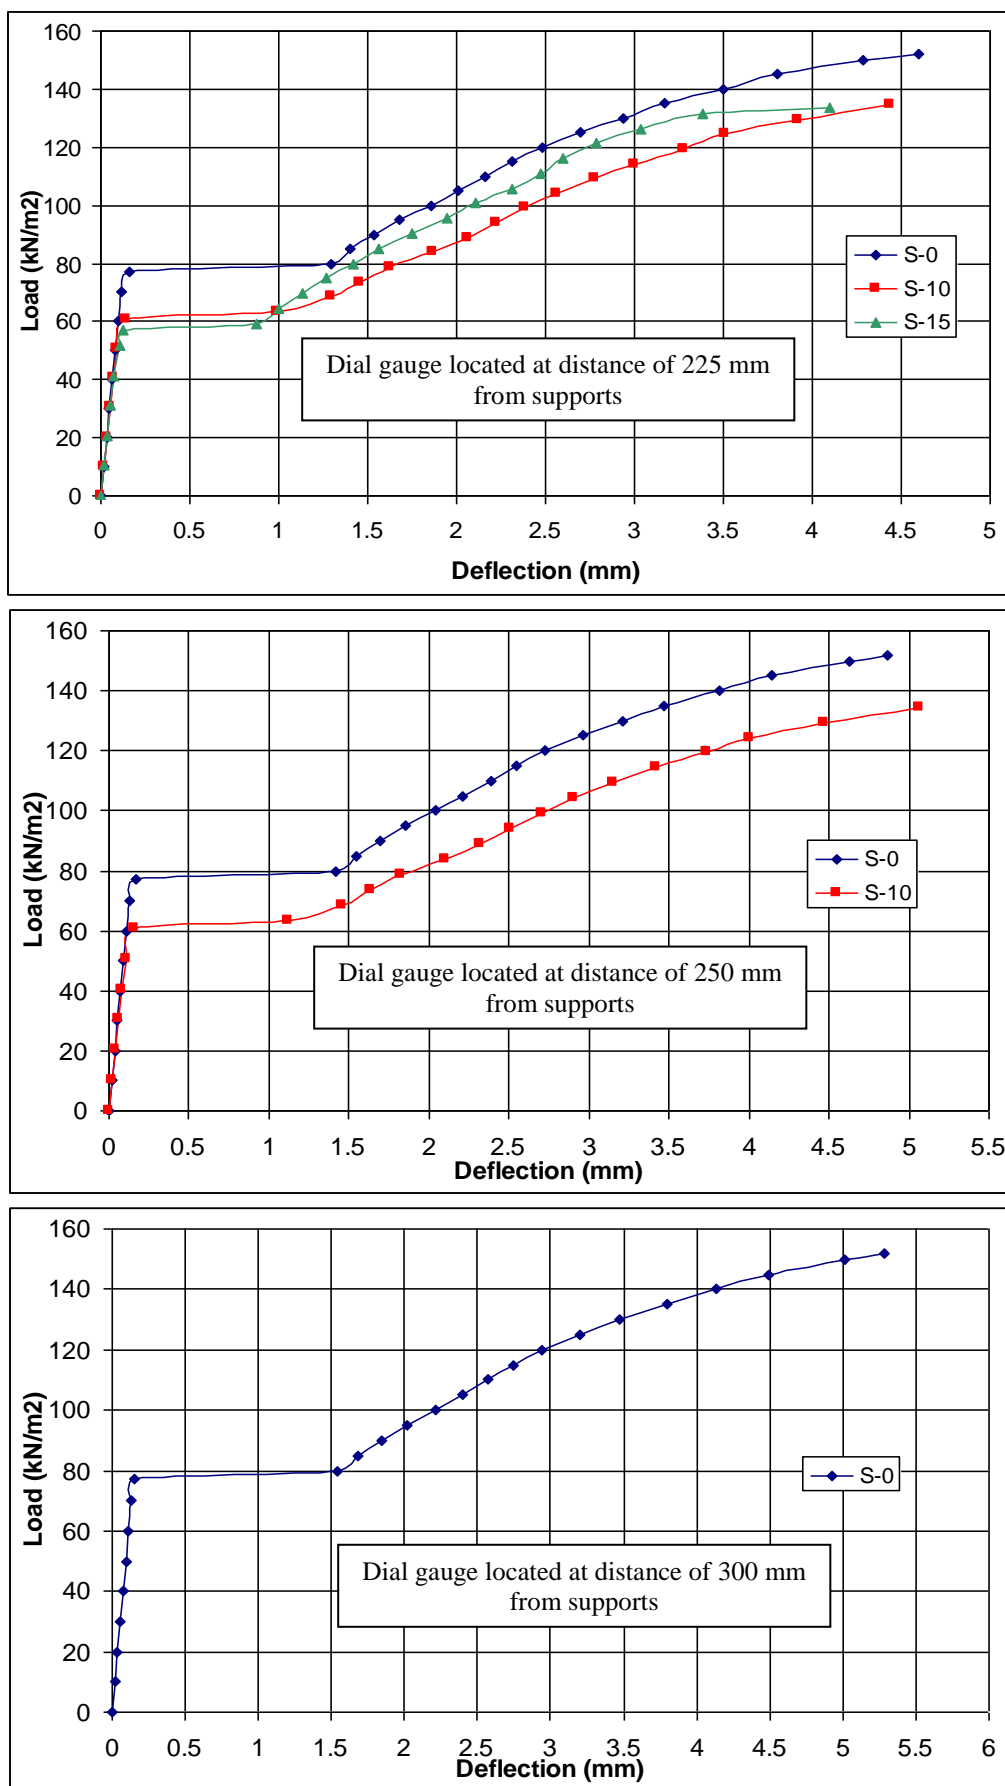 160
140
120
100
80
60
40
20
0
Load (kN/m2)
S-0
S-10
S-15
Dial gauge located at distance of 225 mm
from supports
0 0.5 1 1.5 2 2.5 3 3.5 4 4.5 5
Deflection (mm)
160
140
120
100
80
60
40
20
0
Load (kN/m2)
S-0
S-10
Dial gauge located at distance of 250 mm
from supports
0 0.5 1 1.5 2 2.5 3 3.5 4 4.5 5 5.5
Deflection (mm)
160
140
120
100
80
60
40
20
0
Load (kN/m2)
S-0
Dial gauge located at distance of 300 mm
from supports
0 0.5 1 1.5 2 2.5 3 3.5 4 4.5 5 5.5 6
Deflection (mm)